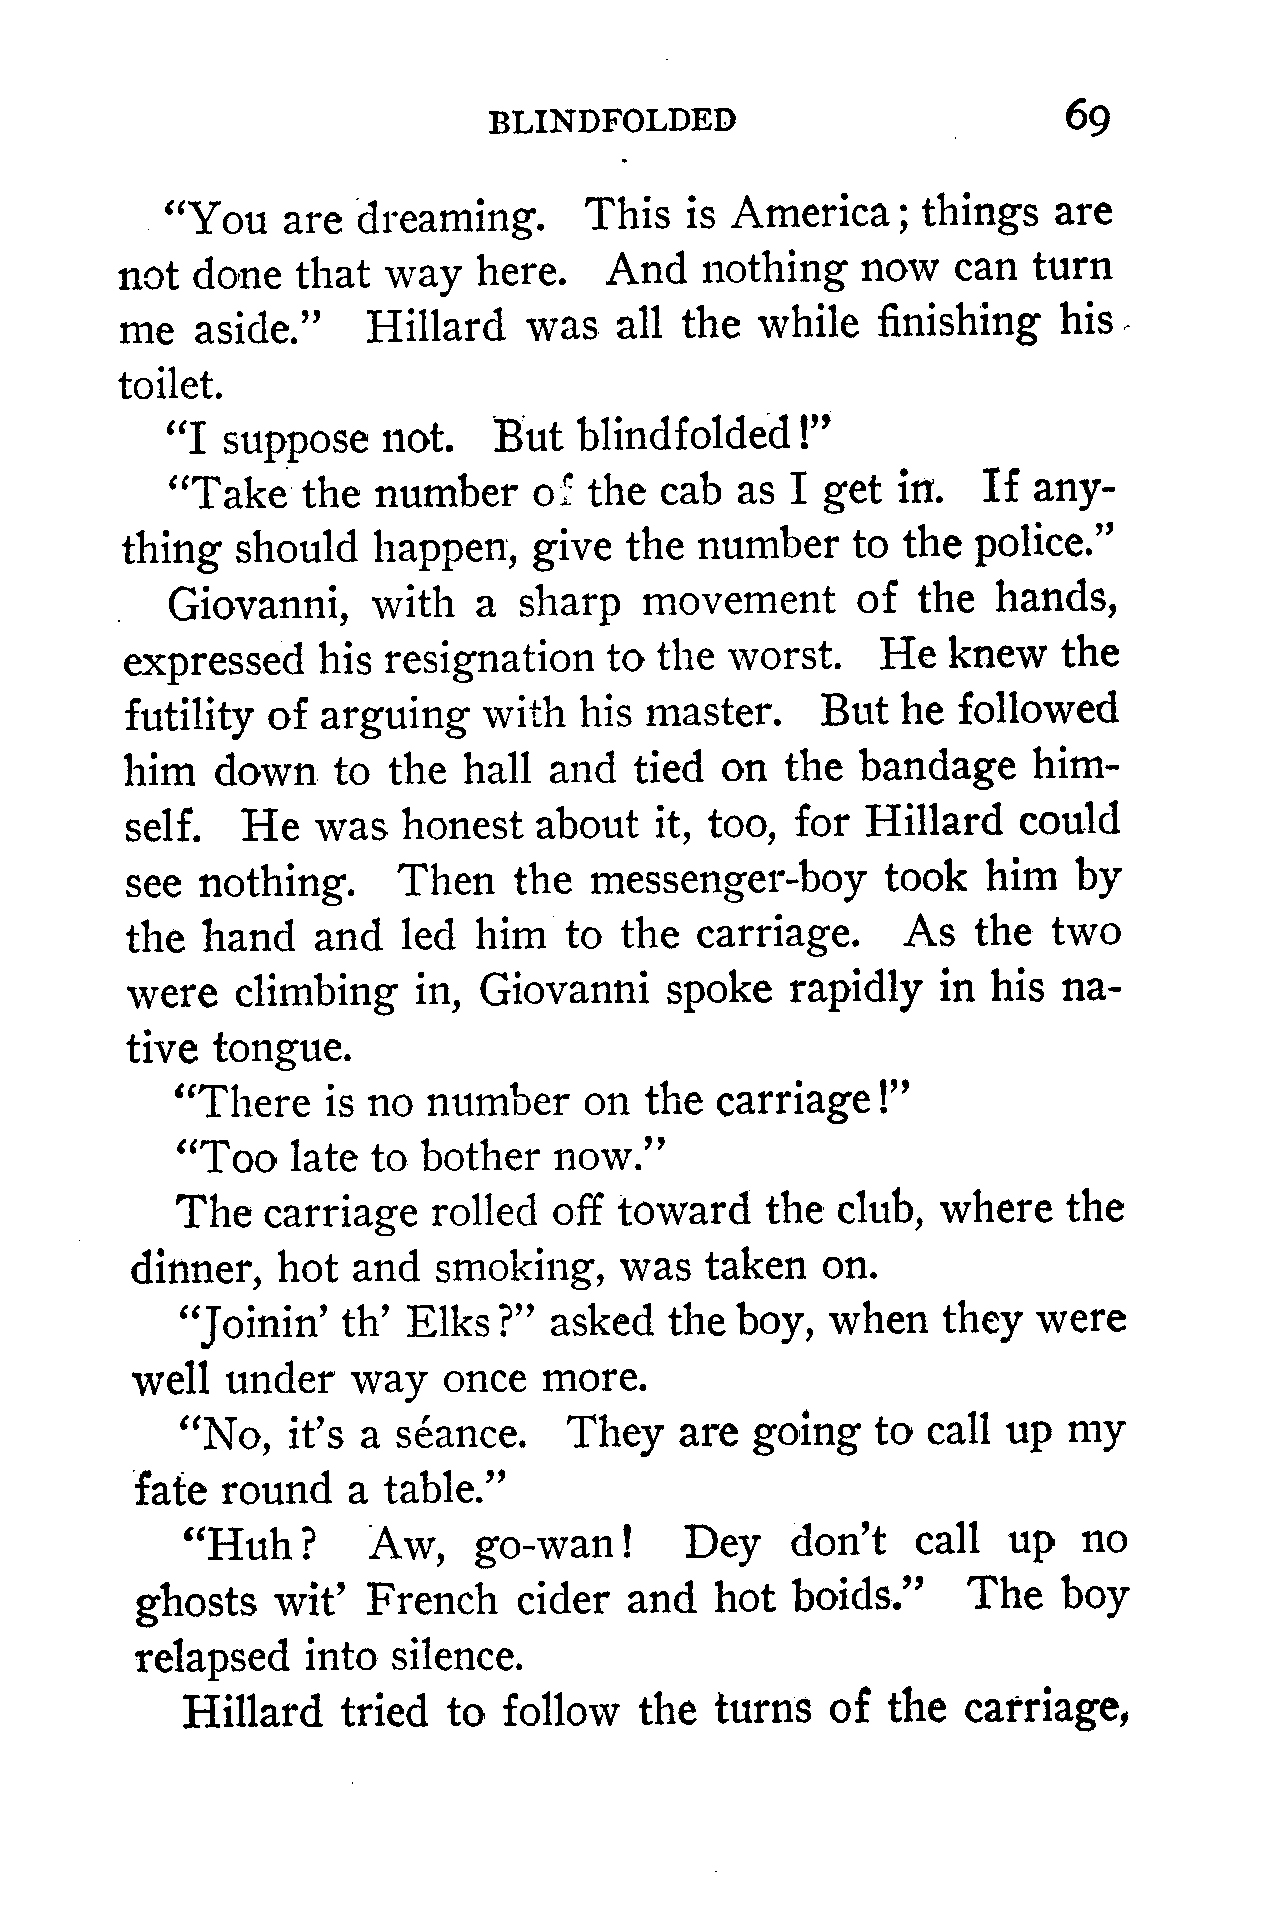 BLINDFOLDED 69
“You are dreaming. This is America; things are
not done that way here. And nothing now can turn
me aside.” Hillard was all the while finishing his
toilet.
“I suppose not. But blindfolded!”
“Take the number of the cab as I get in. If any-
thing should happen, give the number to the police.”
Giovanni, with a sharp movement of the hands,
expressed his resignation to the worst. He knew the
futility of arguing with his master. But he followed
him down to the hall and tied on the bandage him-
self. He was honest about it, too, for Hillard could
see nothing. Then the messenger-boy took him by
the hand and led him to the carriage. As the two
were climbing in, Giovanni spoke rapidly in his na-
tive tongue.
“There is no number on the carriage!”
“Too late to bother now.”
The carriage rolled off toward the club, where the
dinner, hot and smoking, was taken on.
“Joinin’ th’ Elks?” asked the boy, when they were
well under way once more.
“No, it’s a séance. They are going to call up my
fate round a table.”
“Huh? Aw, go-wan! Dey don’t call up no
ghosts wit’ French cider and hot boids.” The boy
relapsed into silence.
Hillard tried to follow the turns of the carriage,